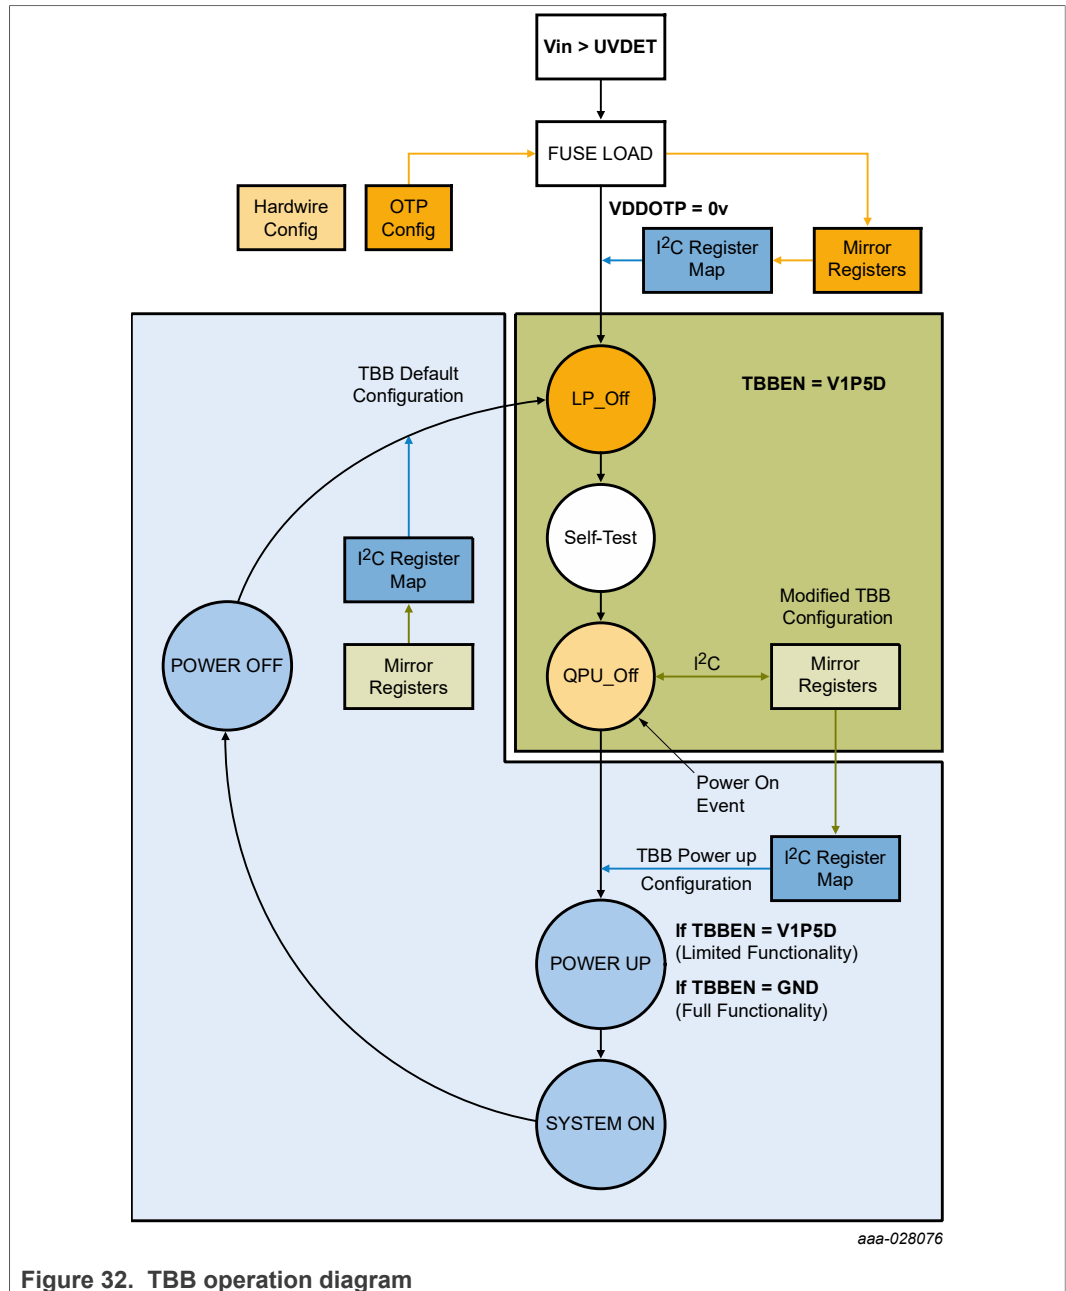 Vin > UVDET
FUSE LOAD
Hardwire
Config
OTP
Config
VDDOTP = 0v
I2C Register
Map
Mirror
Registers
TBB Default
Configuration
LP_Off
TBBEN = V1P5D
Self-Test
I2C Register
Map
Modified TBB
Configuration
POWER OFF
Mirror
Registers
QPU_Off
I2C
Mirror
Registers
Power On
Event
TBB Power up
Configuration
I2C Register
Map
POWER UP
If TBBEN = V1P5D
(Limited Functionality)
If TBBEN = GND
(Full Functionality)
SYSTEM ON
aaa-028076
Figure 32. TBB operation diagram